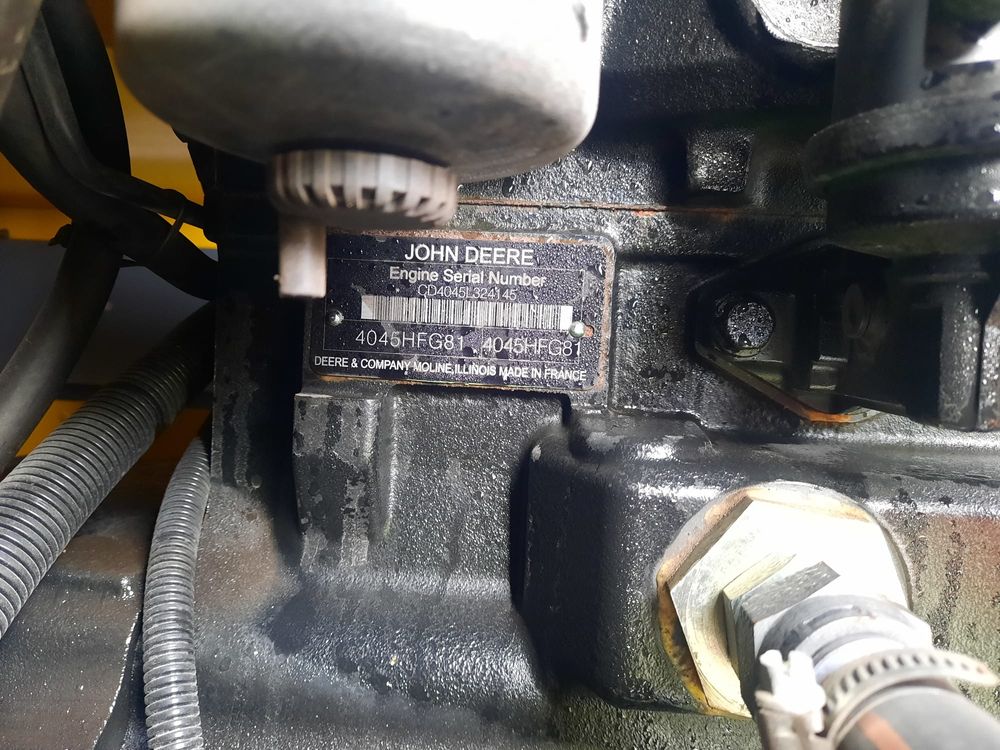 JOHN DEERE
Engine Serial Number
CD4045L324145
4045HFG81 4045HFG81
DEERE & COMPANY MOLINE, ILLINOIS MADE IN FRANCE